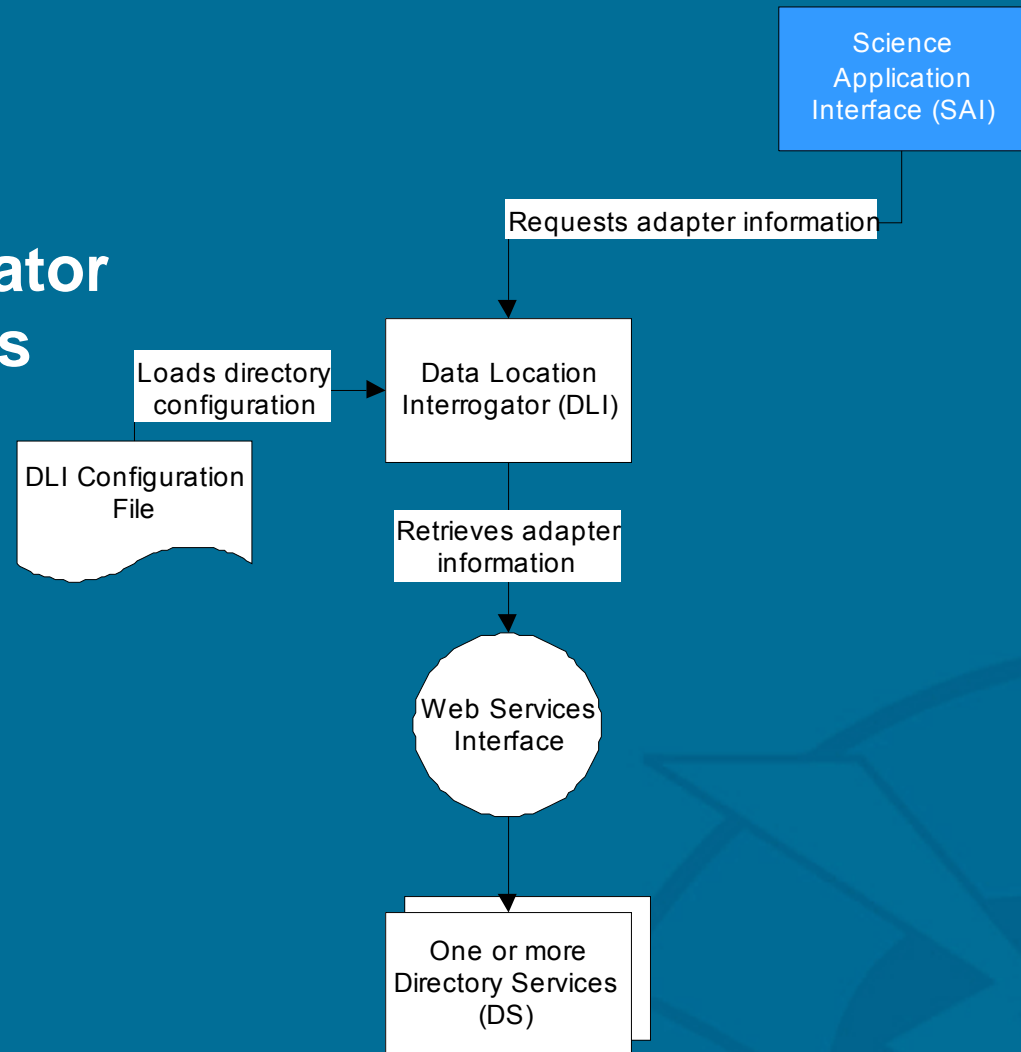 Science
Application
Interface (SAI)
Requests adapter information
Loads directory
configuration
Data Location
Interrogator (DLI)
DLI Configuration
File
Retrieves adapter
information
Web Services
Interface
One or more
Directory Services
(DS)